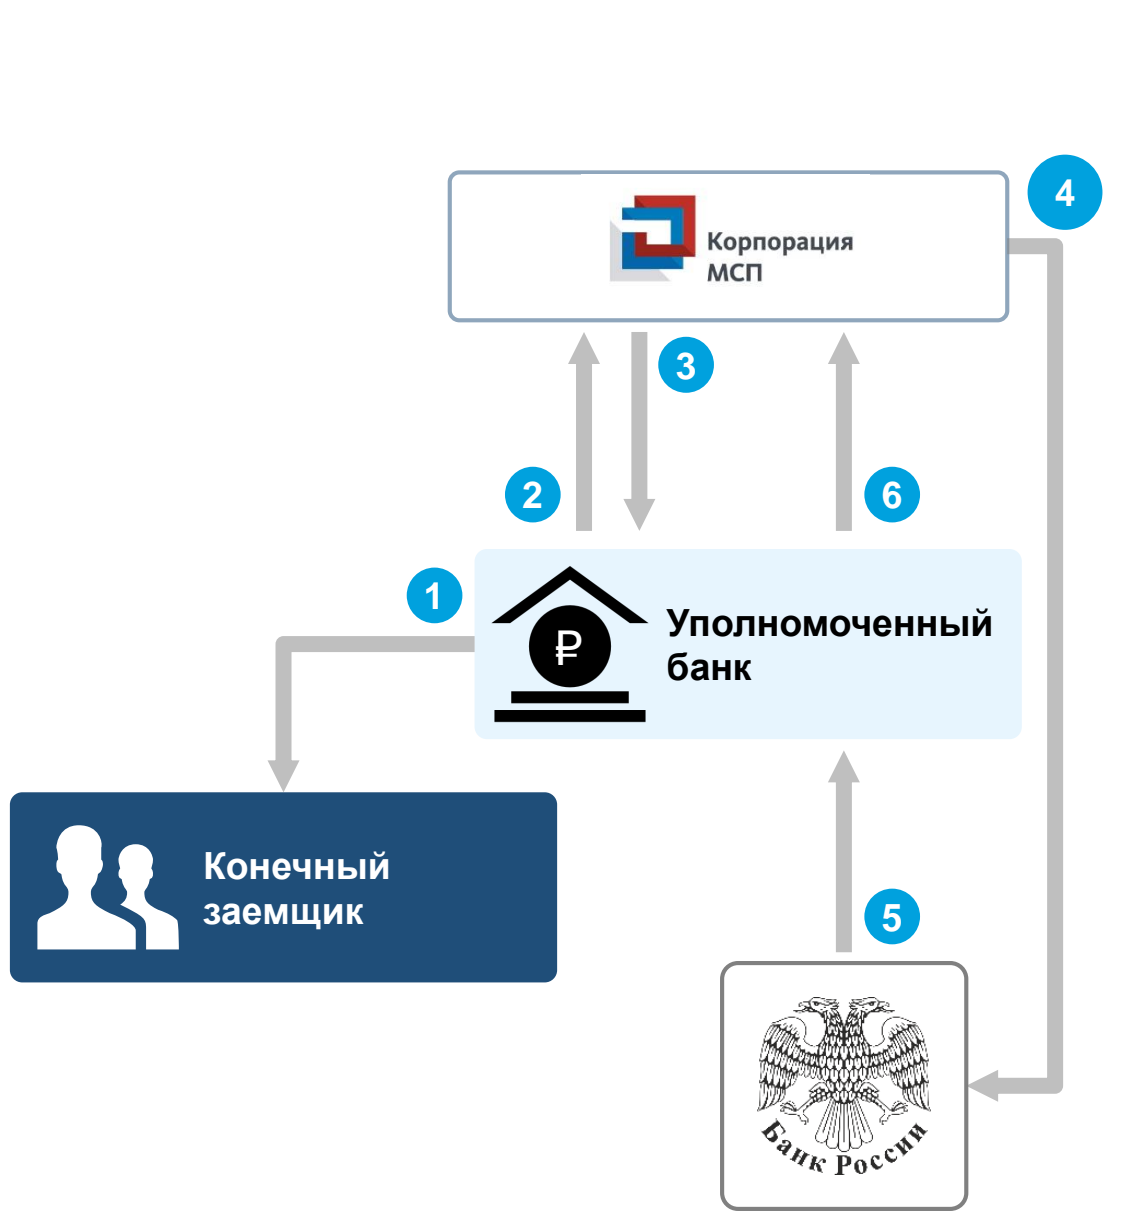 4
Корпорация
МСП
3
2
6
1
₽
Уполномоченный
банк
Конечный
заемщик
5
Банк России